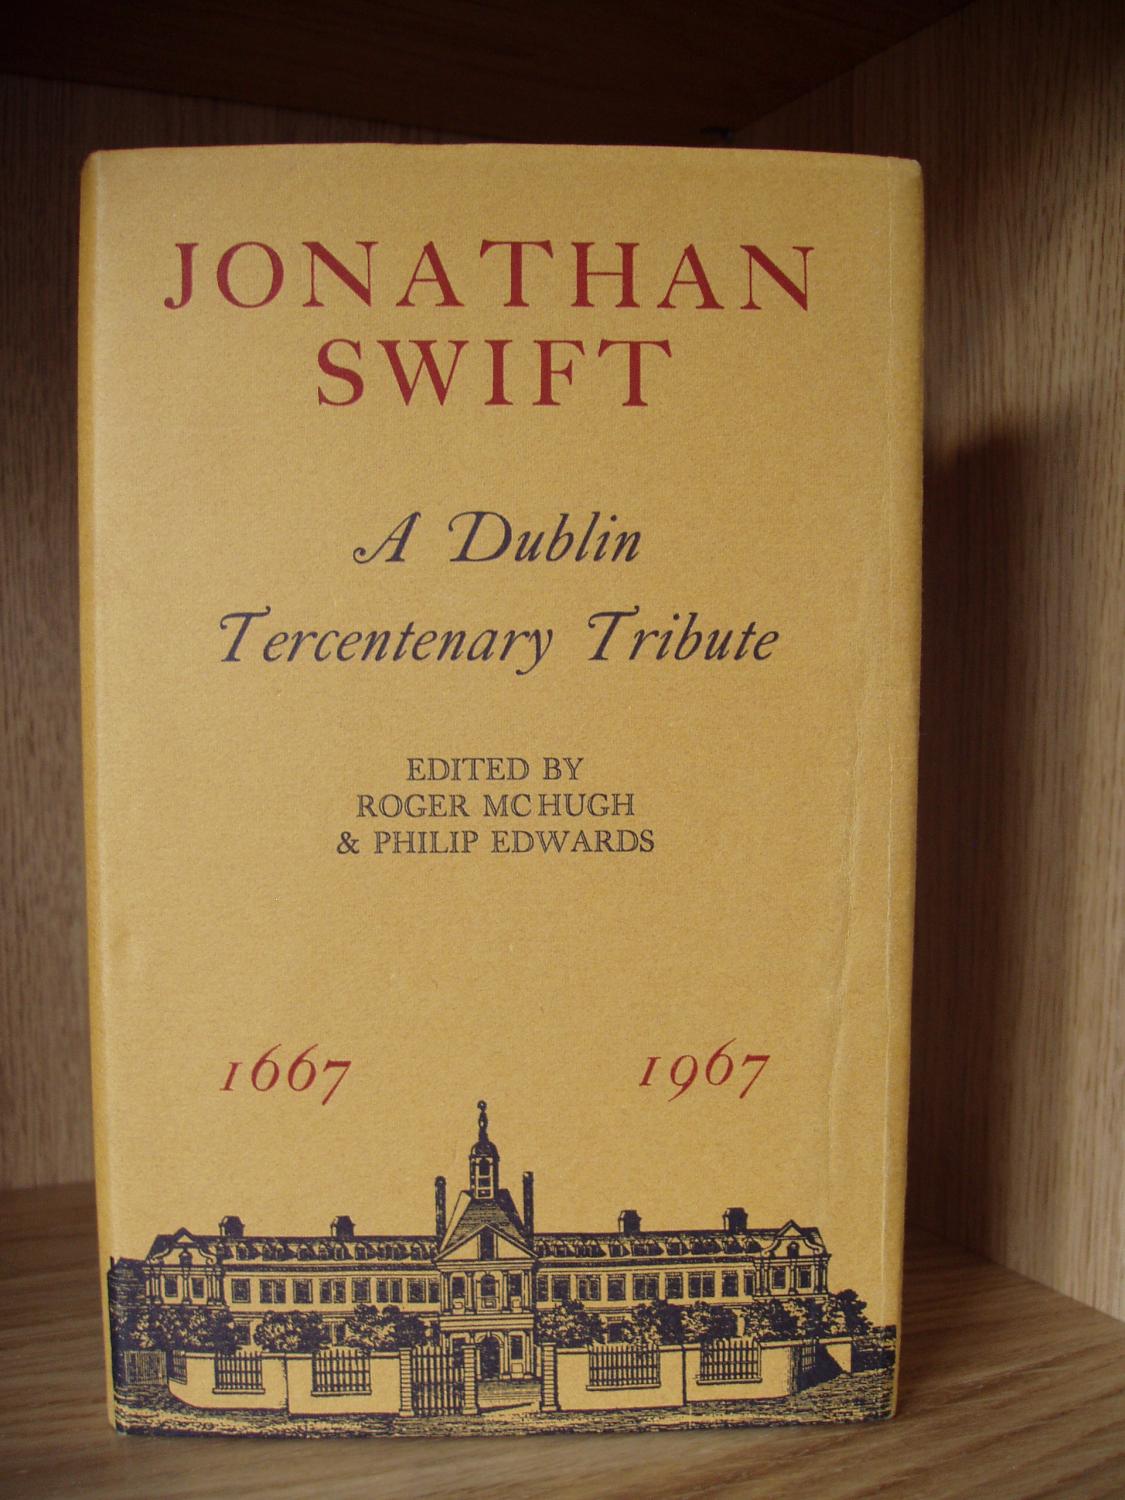 JONATHAN
SWIFT
A Dublin
Tercentenary Tribute
EDITED BY
ROGER MCHUGH
& PHILIP EDWARDS
1667 1967